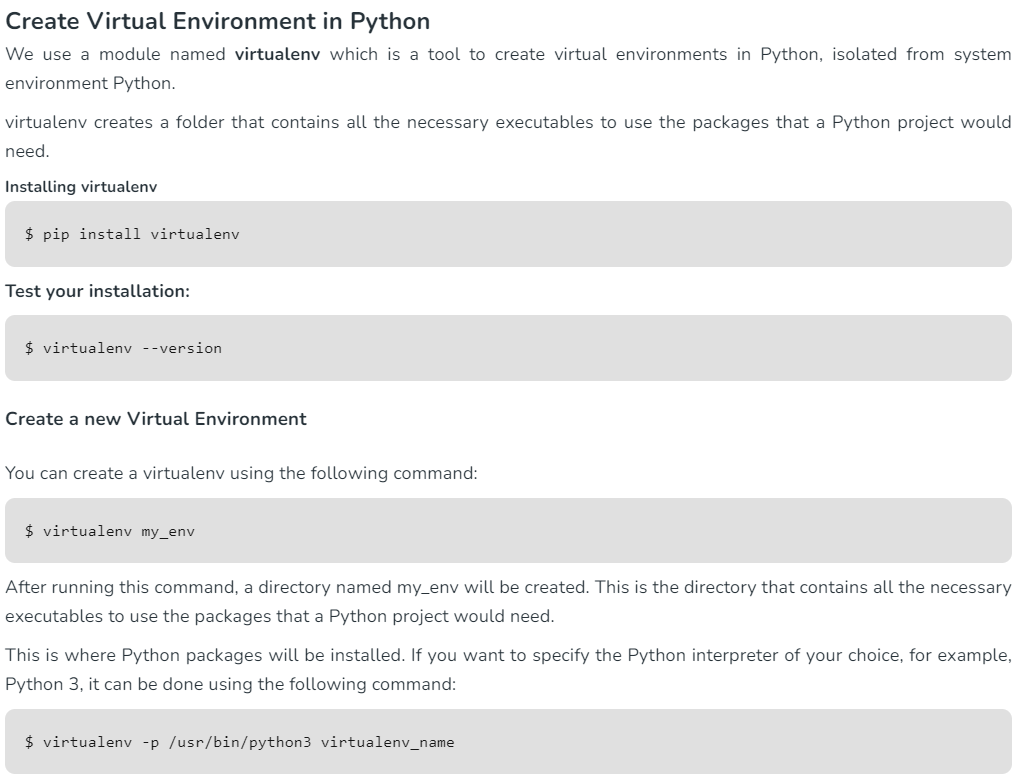 Create Virtual Environment in Python
We use a module named virtualenv which is a tool to create virtual environments in Python, isolated from system
environment Python.
virtualenv creates a folder that contains all the necessary executables to use the packages that a Python project would
need.
Installing virtualenv
$ pip install virtualenv
Test your installation:
$ virtualenv --version
Create a new Virtual Environment
You can create a virtualenv using the following command:
$ virtualenv my_env
After running this command, a directory named my_env will be created. This is the directory that contains all the necessary
executables to use the packages that a Python project would need.
This is where Python packages will be installed. If you want to specify the Python interpreter of your choice, for example,
Python 3, it can be done using the following command:
$ virtualenv -p /usr/bin/python3 virtualenv_name